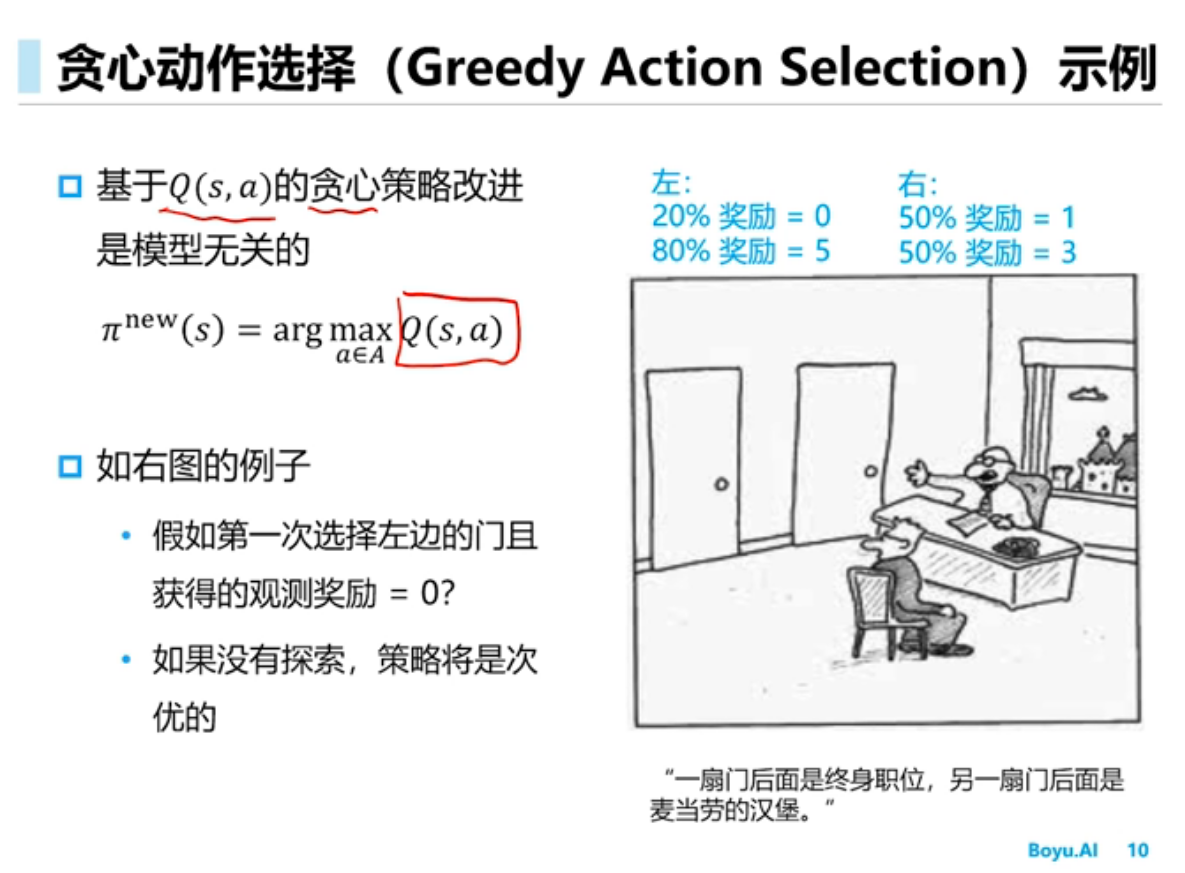 贪心动作选择（Greedy Action Selection）示例
基于Q(s,a)的贪心策略改进
是模型无关的
πⁿᵉʷ(s) = arg max Q(s,a)
a∈A
如右图的例子
• 假如第一次选择左边的门且
获得的观测奖励 = 0?
• 如果没有探索，策略将是次
优的
左:
20% 奖励 = 0
80% 奖励 = 5
右:
50% 奖励 = 1
50% 奖励 = 3
“一扇门后面是终身职位，另一扇门后面是
麦当劳的汉堡。”
Boyu.AI 10